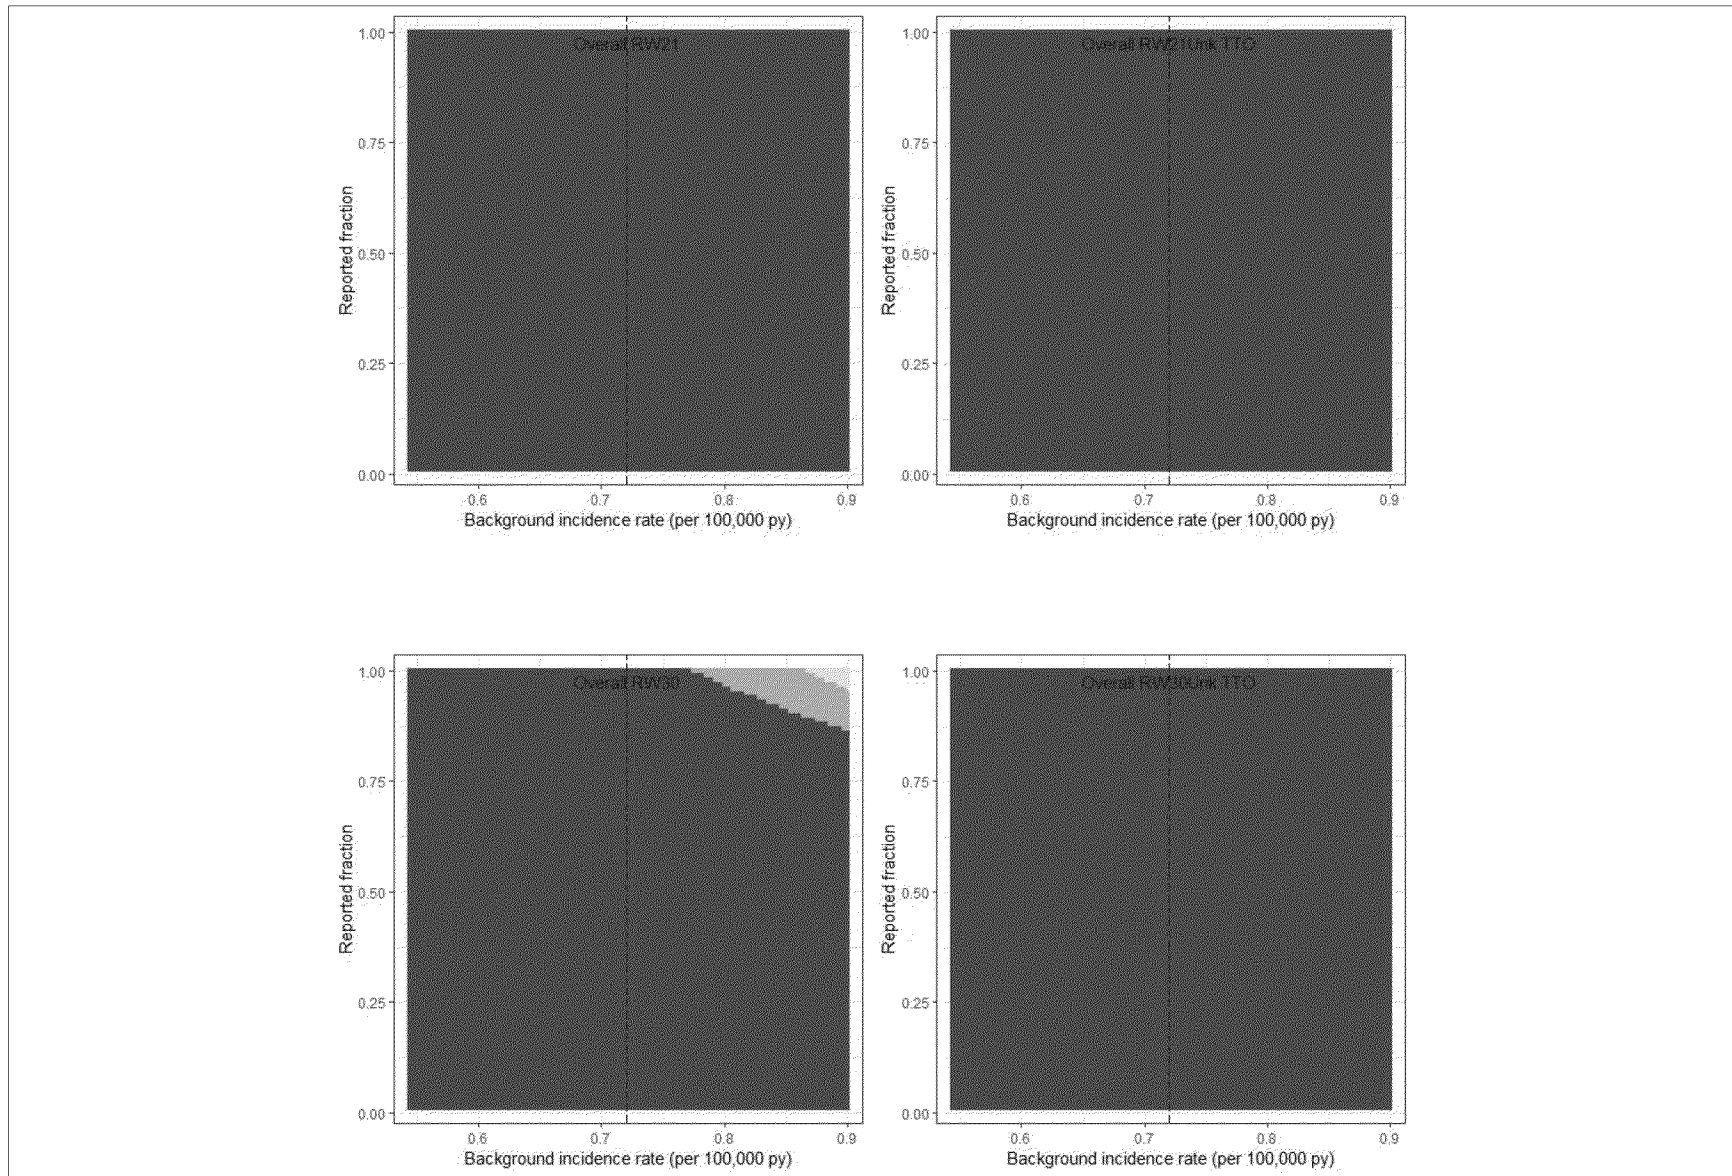 Overall RW21
1.00
0.75
0.50
0.25
0.00
Reported fraction
0.6 0.7 0.8 0.9
Background incidence rate (per 100,000 py)
Overall RW21Unk TTO
1.00
0.75
0.50
0.25
0.00
Reported fraction
0.6 0.7 0.8 0.9
Background incidence rate (per 100,000 py)
Overall RW30
1.00
0.75
0.50
0.25
0.00
Reported fraction
0.6 0.7 0.8 0.9
Background incidence rate (per 100,000 py)
Overall RW30Unk TTO
1.00
0.75
0.50
0.25
0.00
Reported fraction
0.6 0.7 0.8 0.9
Background incidence rate (per 100,000 py)